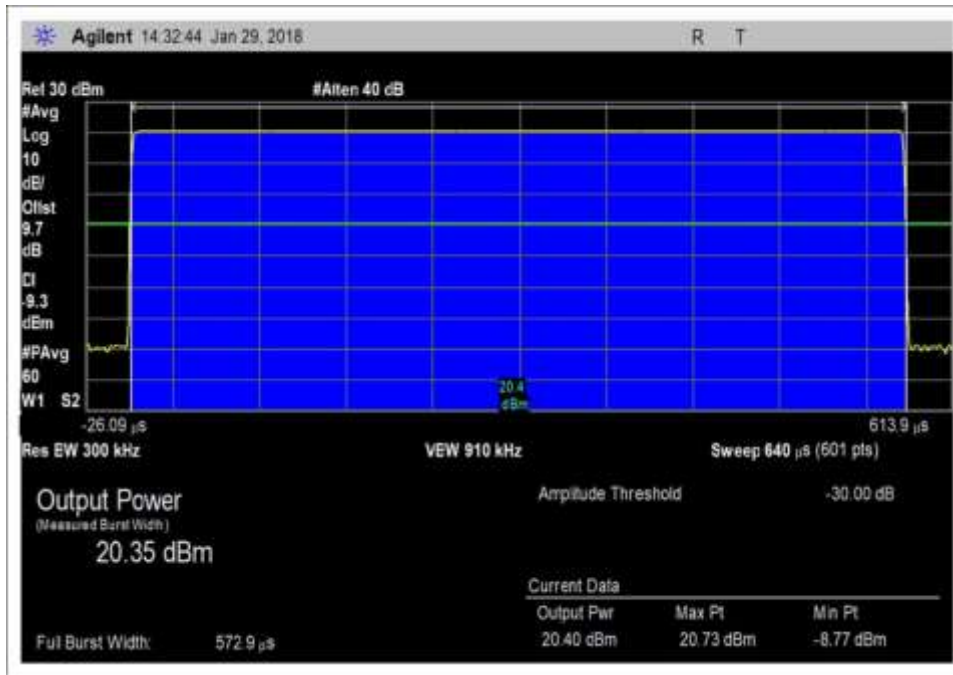 Agilent 14:32:44 Jan 29, 2018 R T
Ref 30 dBm #Atten 40 dB
#Avg
Log
10
dB/
Offst
9.7
dB
DI
-9.3
dBm
#PAvg
60
W1 S2
20.4
dBm
-26.09 µs 613.9 µs
Res BW 300 kHz VBW 910 kHz Sweep 640 µs (601 pts)
Output Power Amplitude Threshold -30.00 dB
(Measured Burst Width)
20.35 dBm
Current Data
Output Pwr Max Pt Min Pt
Full Burst Width: 572.9 µs 20.40 dBm 20.73 dBm -8.77 dBm